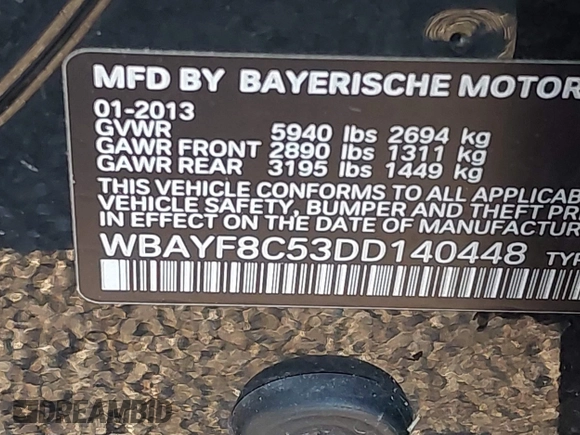 MFD BY BAYERISCHE MOTOR
01-2013
GVWR 5940 lbs 2694 kg
GAWR FRONT 2890 lbs 1311 kg
GAWR REAR 3195 lbs 1449 kg
THIS VEHICLE CONFORMS TO ALL APPLICAB
VEHICLE SAFETY, BUMPER AND THEFT PR
IN EFFECT ON THE DATE OF MANUFACTUR
WBAYF8C53DD140448 TYP
DREAMBID